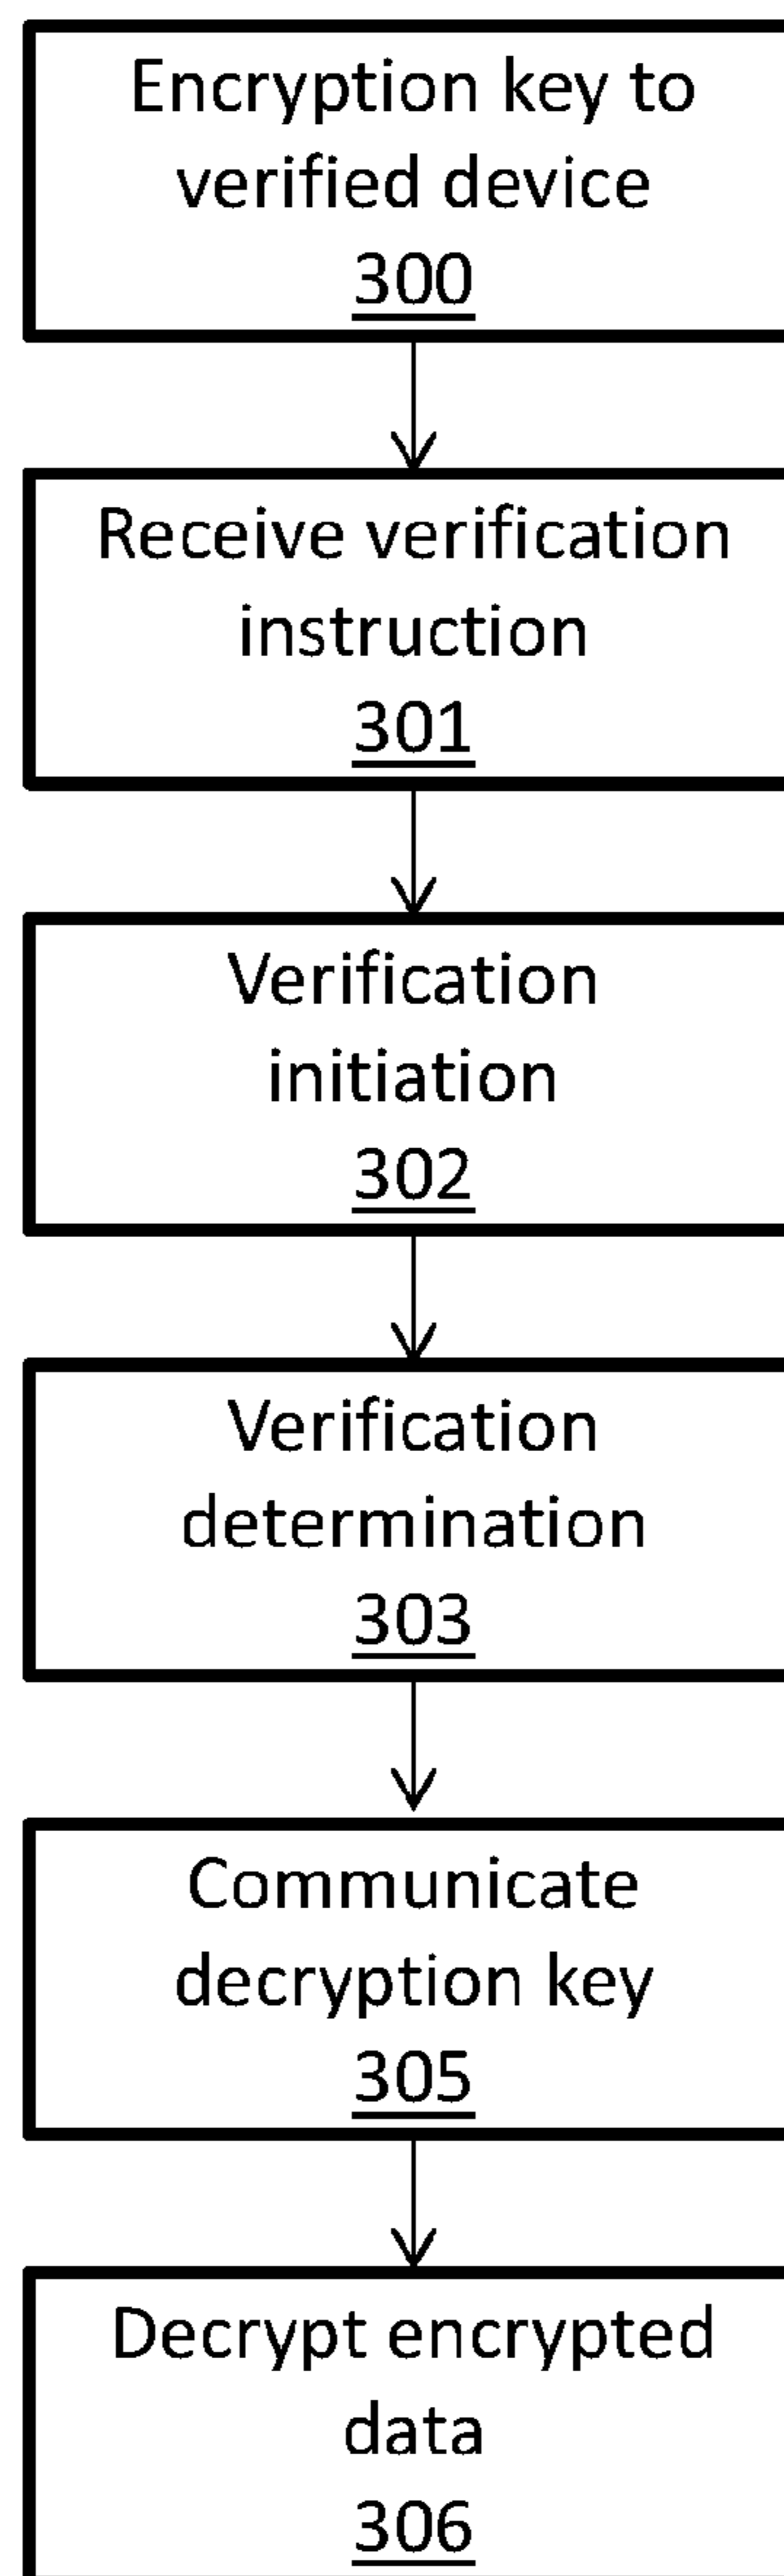 Encryption key to
verified device
300
Receive verification
instruction
301
Verification
initiation
302
Verification
determination
303
Communicate
decryption key
305
Decrypt encrypted
data
306